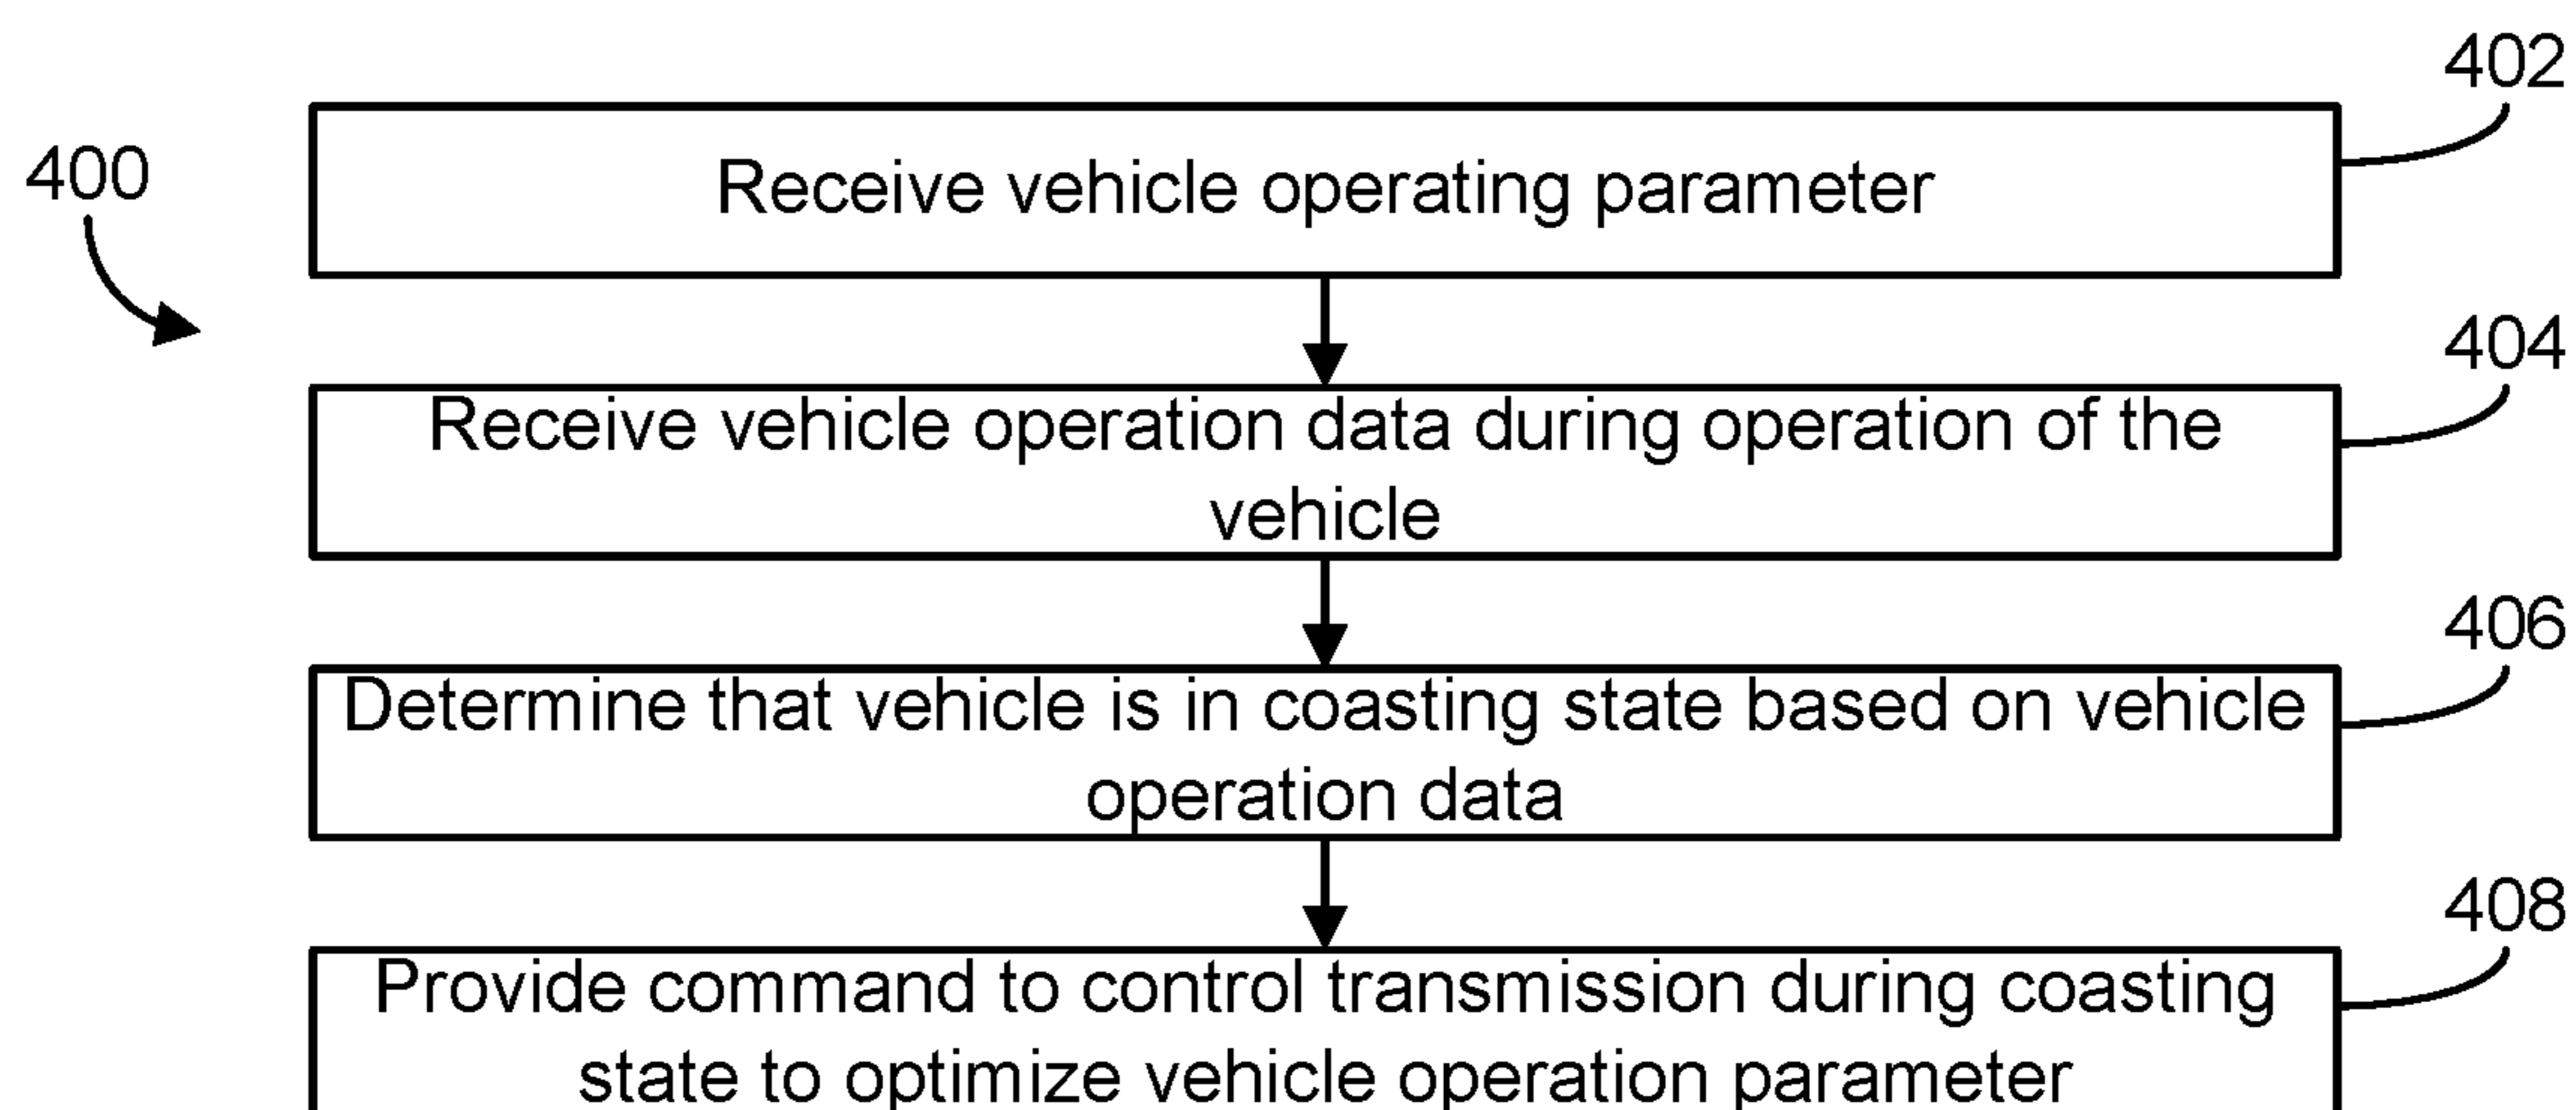 402
400
Receive vehicle operating parameter
404
Receive vehicle operation data during operation of the
vehicle
406
Determine that vehicle is in coasting state based on vehicle
operation data
408
Provide command to control transmission during coasting
state to optimize vehicle operation parameter